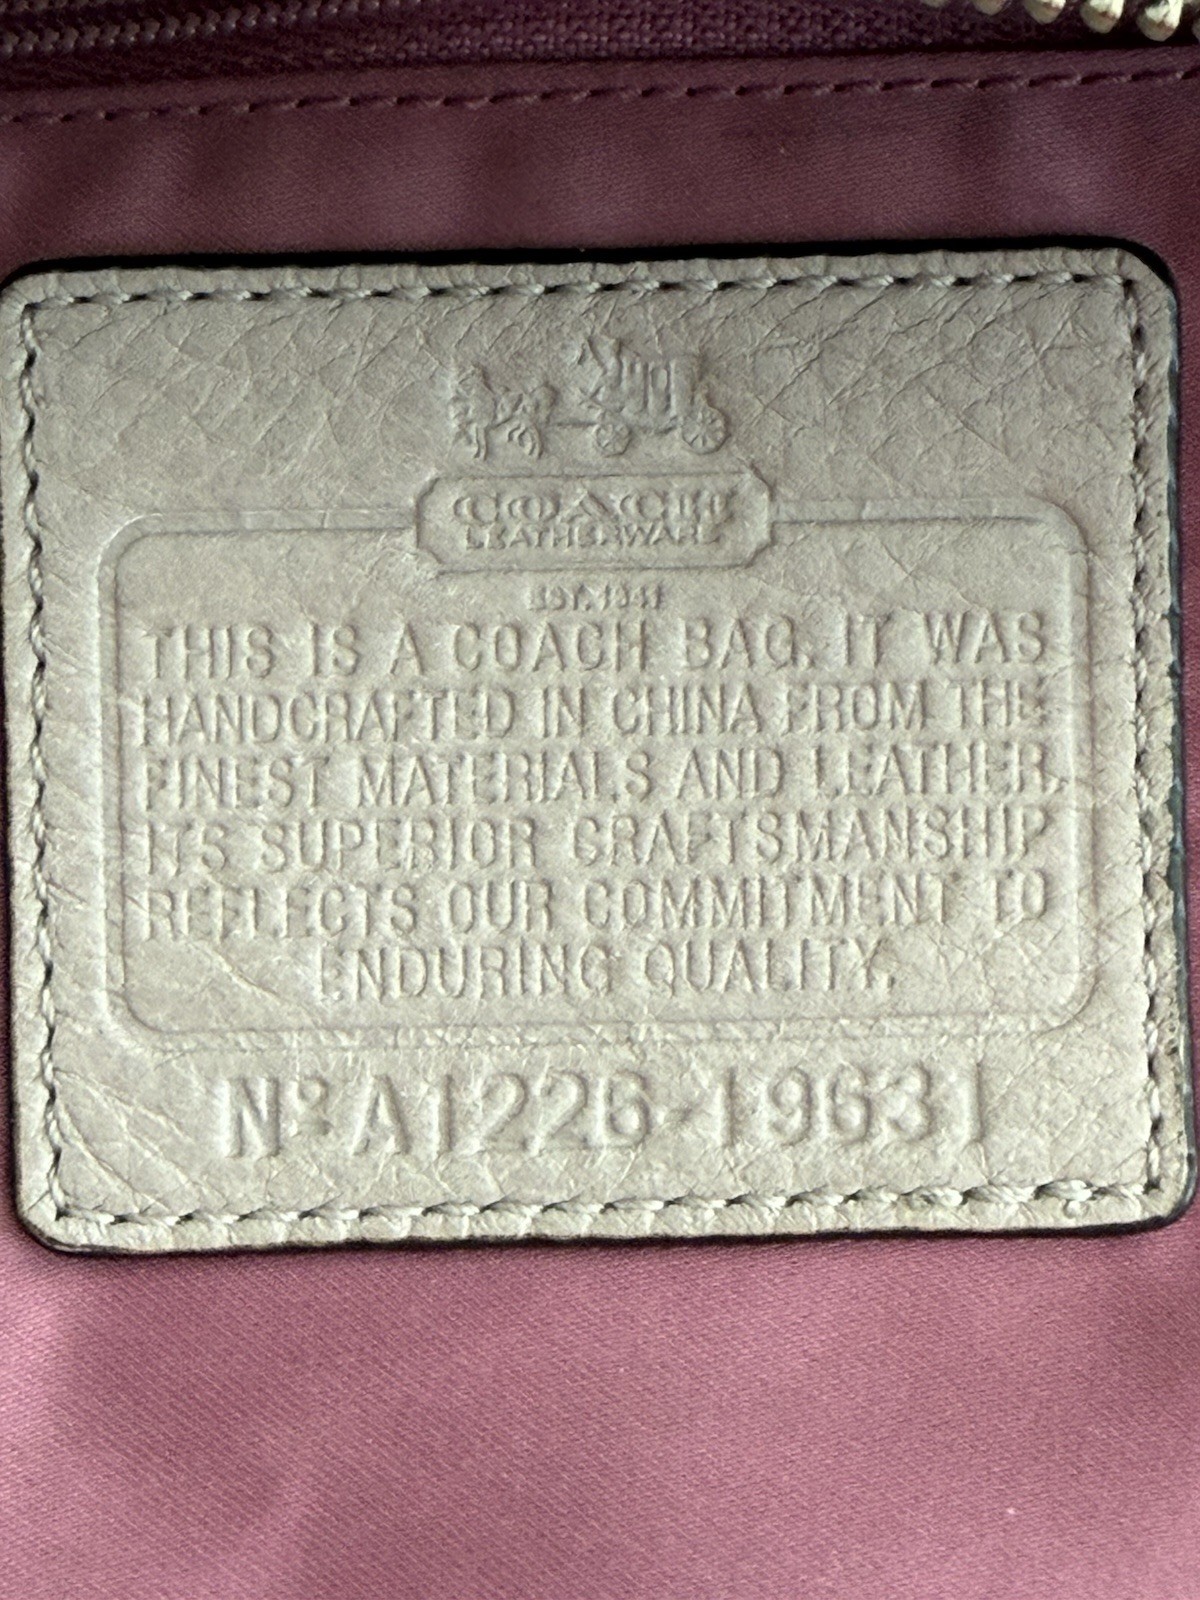 COACH
LEATHERWARE
EST. 1941
THIS IS A COACH BAG. IT WAS
HANDCRAFTED IN CHINA FROM THE
FINEST MATERIALS AND LEATHER.
ITS SUPERIOR CRAFTSMANSHIP
REFLECTS OUR COMMITMENT TO
ENDURING QUALITY.
Nº A1226-19631